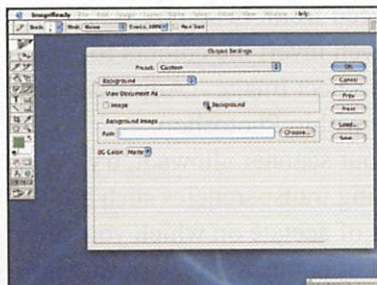 ImageReady Help
Output Settings
Preset: Custom
OK
Background
Cancel
View Document As
Prev
Image Background
Next
Background Image
Path: Choose...
Load...
BG Color: Matte
Save...